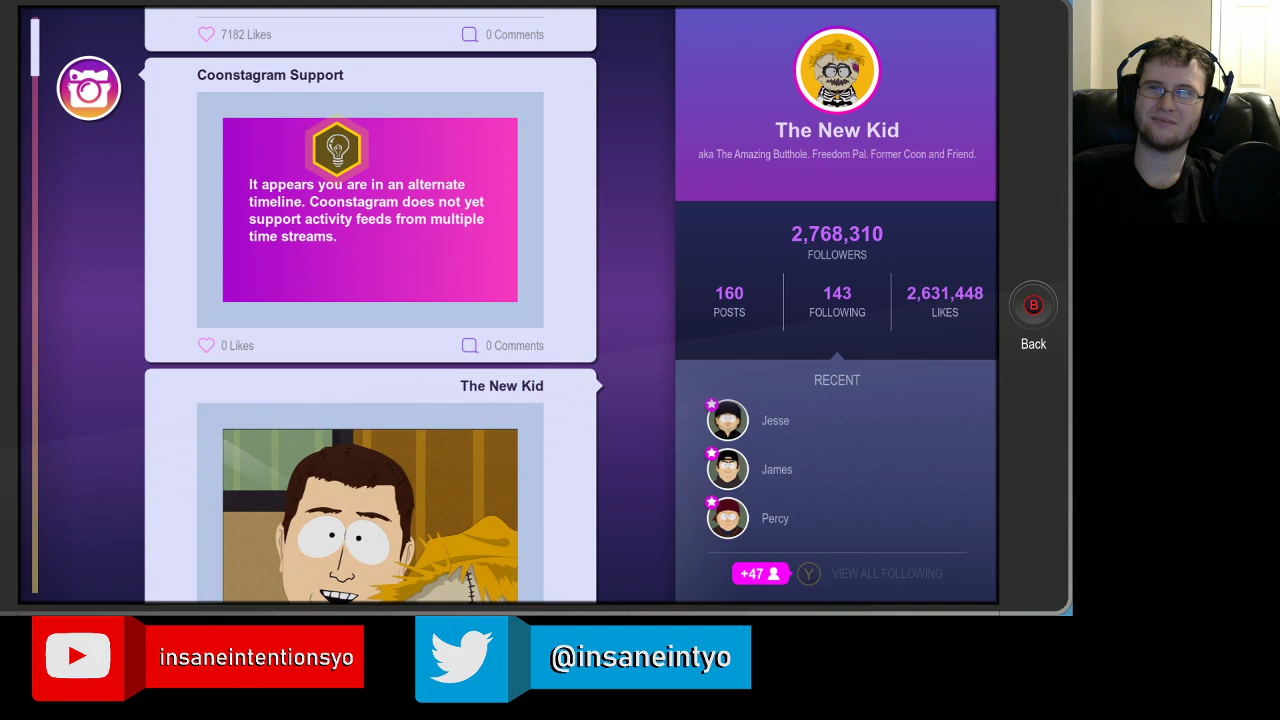 7182 Likes
0 Comments
Coonstagram Support
It appears you are in an alternate
timeline. Coonstagram does not yet
support activity feeds from multiple
time streams.
0 Likes
0 Comments
The New Kid
The New Kid
aka The Amazing Butthole. Freedom Pal. Former Coon and Friend.
2,768,310
FOLLOWERS
160
POSTS
143
FOLLOWING
2,631,448
LIKES
RECENT
Jesse
James
Percy
+47
Y VIEW ALL FOLLOWING
B
Back
insaneintentionsyo
@insaneintyo